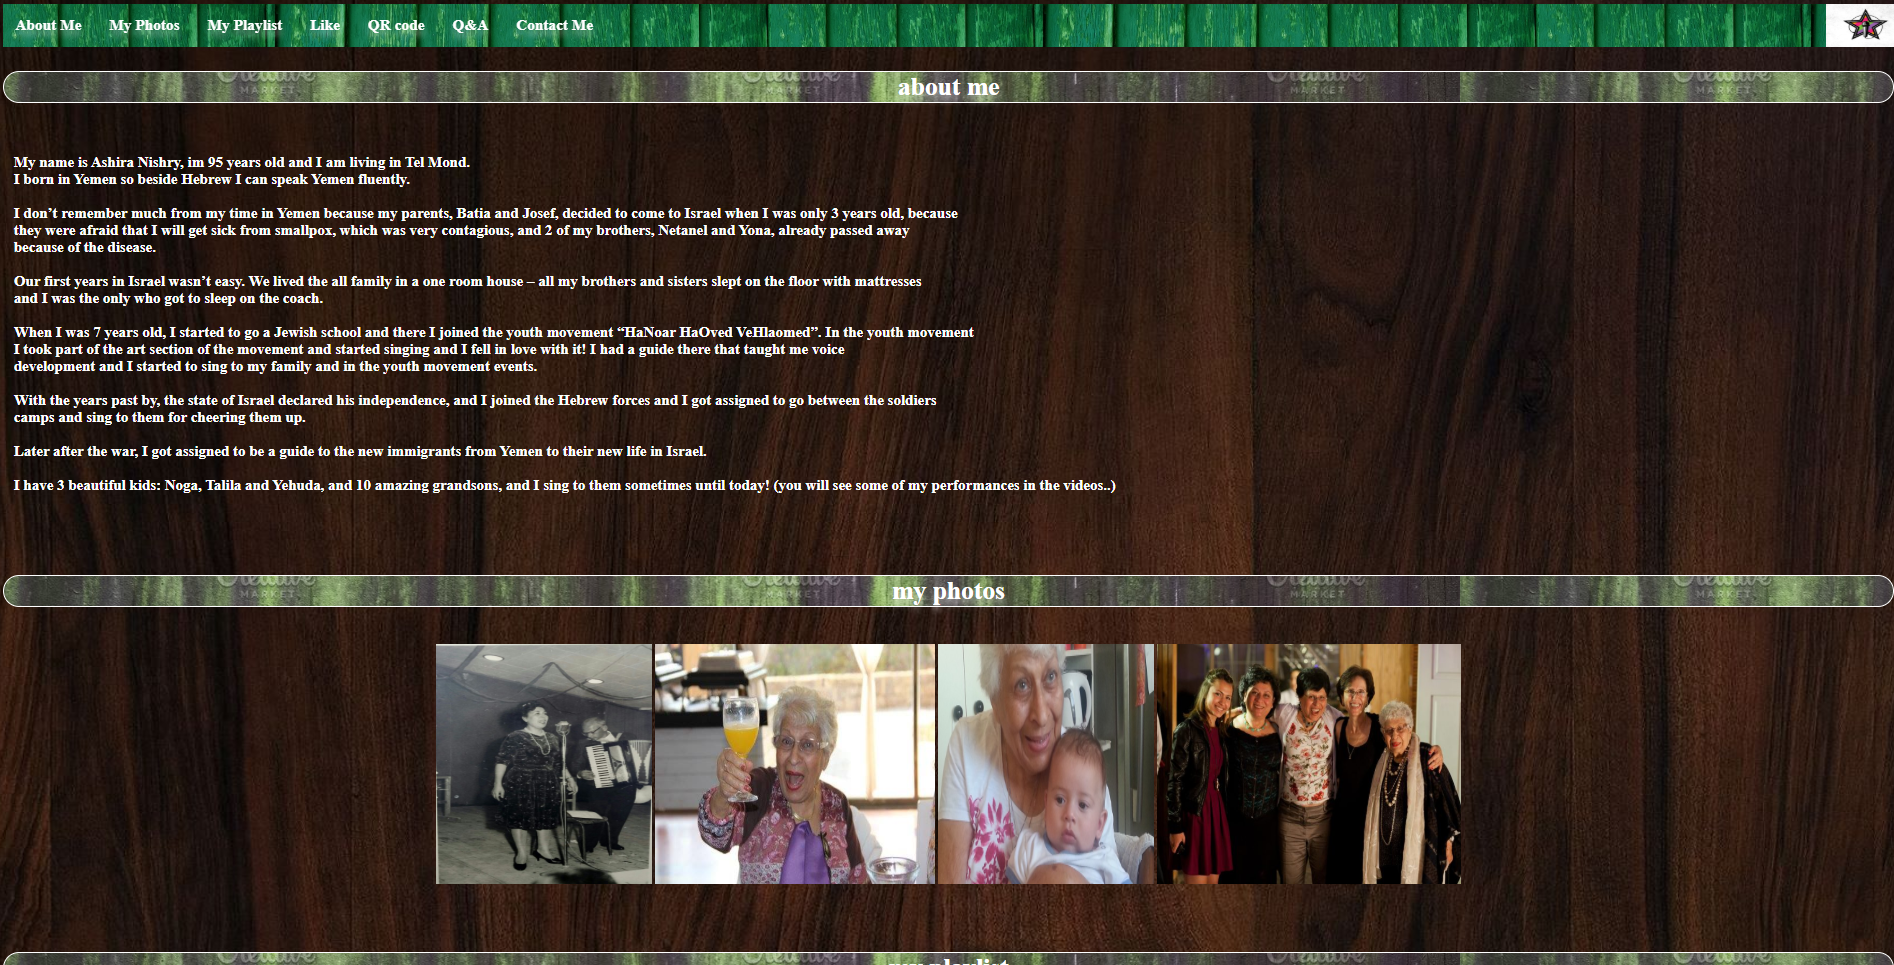 About Me My Photos My Playlist Like QR code Q&A Contact Me
about me
MARKET MARKET MARKET MARKET
My name is Ashira Nishry, im 95 years old and I am living in Tel Mond.
I born in Yemen so beside Hebrew I can speak Yemen fluently.
I don’t remember much from my time in Yemen because my parents, Batia and Josef, decided to come to Israel when I was only 3 years old, because
they were afraid that I will get sick from smallpox, which was very contagious, and 2 of my brothers, Netanel and Yona, already passed away
because of the disease.
Our first years in Israel wasn’t easy. We lived the all family in a one room house – all my brothers and sisters slept on the floor with mattresses
and I was the only who got to sleep on the coach.
When I was 7 years old, I started to go a Jewish school and there I joined the youth movement “HaNoar HaOved VeHlaomed”. In the youth movement
I took part of the art section of the movement and started singing and I fell in love with it! I had a guide there that taught me voice
development and I started to sing to my family and in the youth movement events.
With the years past by, the state of Israel declared his independence, and I joined the Hebrew forces and I got assigned to go between the soldiers
camps and sing to them for cheering them up.
Later after the war, I got assigned to be a guide to the new immigrants from Yemen to their new life in Israel.
I have 3 beautiful kids: Noga, Talila and Yehuda, and 10 amazing grandsons, and I sing to them sometimes until today! (you will see some of my performances in the videos..)
my photos
MARKET MARKET MARKET MARKET
my playlist